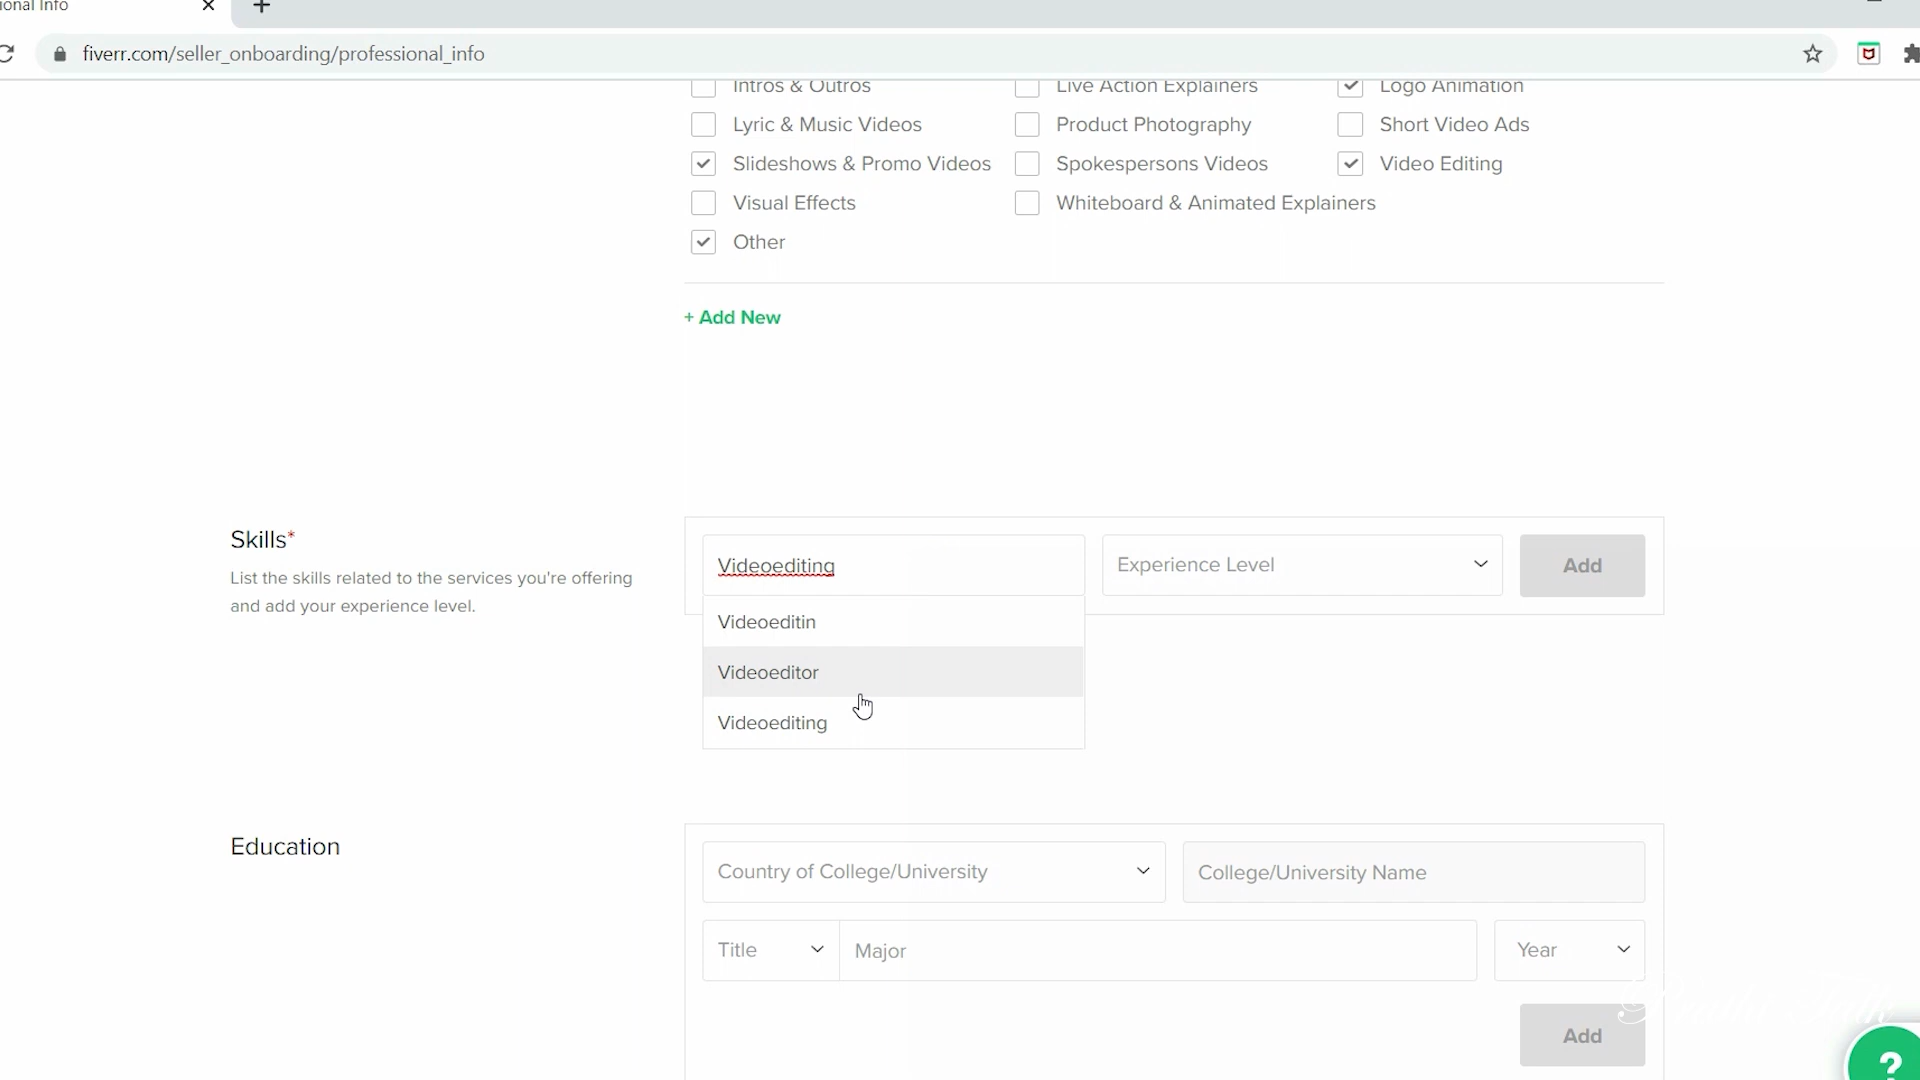 ional Info
fiverr.com/seller_onboarding/professional_info
Intros & Outros
Live Action Explainers
Logo Animation
Lyric & Music Videos
Product Photography
Short Video Ads
Slideshows & Promo Videos
Spokespersons Videos
Video Editing
Visual Effects
Whiteboard & Animated Explainers
Other
+ Add New
Skills*
List the skills related to the services you're offering
and add your experience level.
Videoediting
Experience Level
Add
Videoeditin
Videoeditor
Videoediting
Education
Country of College/University
College/University Name
Title
Major
Year
Add
?